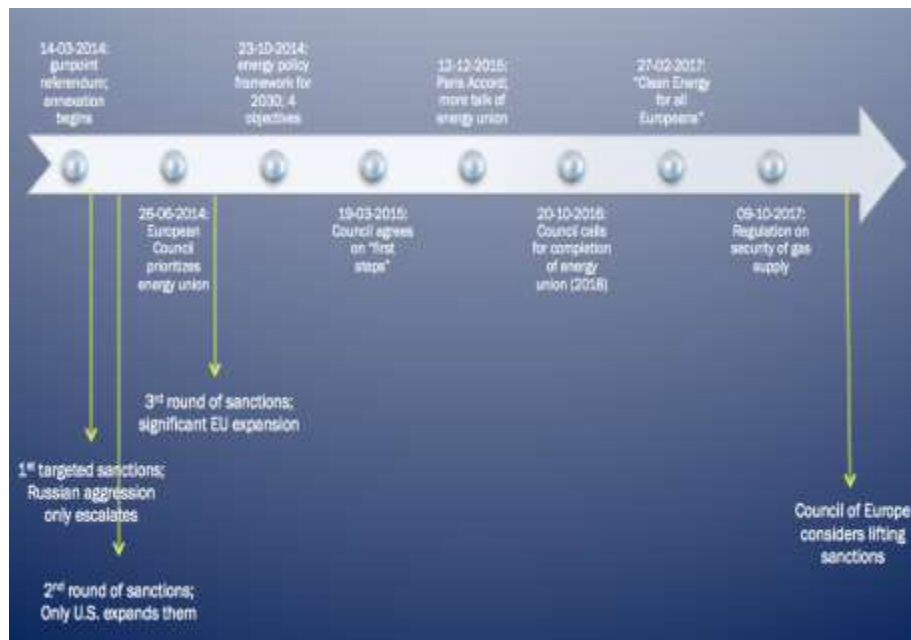 14-03-2014:
gunpoint
referendum;
annexation
begins
23-10-2014:
energy policy
framework for
2030; 4
objectives
12-12-2015:
Paris Accord;
more talk of
energy union
27-02-2017:
"Clean Energy
for all
Europeans"
26-06-2014:
European
Council
prioritizes
energy union
19-03-2015:
Council agrees
on "first
steps"
20-10-2016:
Council calls
for completion
of energy
union (2018)
09-10-2017:
Regulation on
security of gas
supply
3rd round of sanctions;
significant EU expansion
1st targeted sanctions;
Russian aggression
only escalates
2nd round of sanctions;
Only U.S. expands them
Council of Europe
considers lifting
sanctions